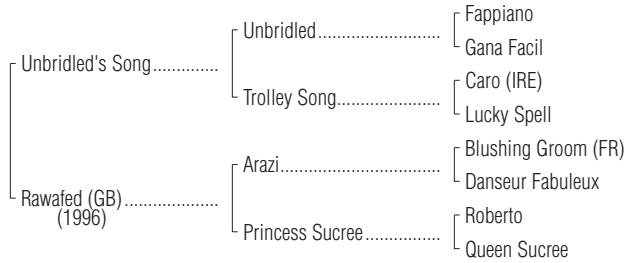 Fappiano
Unbridled........................
Gana Facil
Unbridled's Song.............
Caro (IRE)
Trolley Song....................
Lucky Spell
Blushing Groom (FR)
Arazi...............................
Danseur Fabuleux
Rawafed (GB)..................
(1996)
Roberto
Princess Sucree..............
Queen Sucree